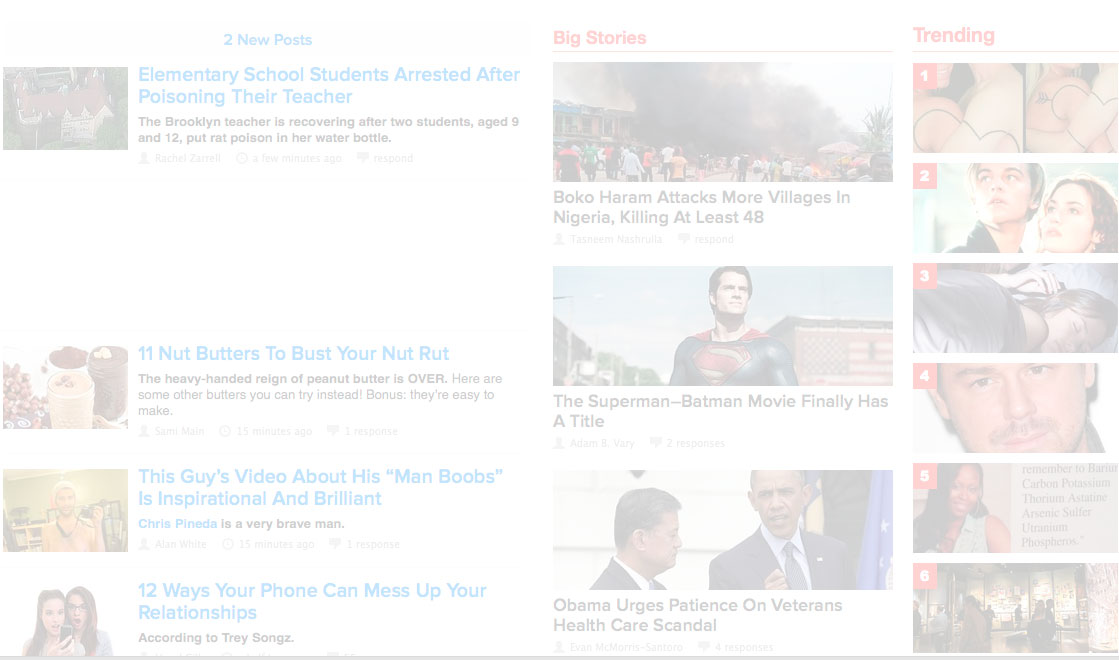 2 New Posts
Elementary School Students Arrested After
Poisoning Their Teacher
The Brooklyn teacher is recovering after two students, aged 9
and 12, put rat poison in her water bottle.
Rachel Zarrell a few minutes ago respond
11 Nut Butters To Bust Your Nut Rut
The heavy-handed reign of peanut butter is OVER. Here are
some other butters you can try instead! Bonus: they're easy to
make.
Sami Main 15 minutes ago 1 response
This Guy's Video About His “Man Boobs”
Is Inspirational And Brilliant
Chris Pineda is a very brave man.
Alan White 15 minutes ago 1 response
12 Ways Your Phone Can Mess Up Your
Relationships
According to Trey Songz.
Big Stories
Boko Haram Attacks More Villages In
Nigeria, Killing At Least 48
Tasneem Nashrulla respond
The Superman–Batman Movie Finally Has
A Title
Adam B. Vary 2 responses
Obama Urges Patience On Veterans
Health Care Scandal
Evan McMorris-Santoro 4 responses
Trending
1
2
3
4
5
remember to Barium
Carbon Potassium
Thorium Astatine
Arsenic Sulfer
Utranium
Phospheros."
6